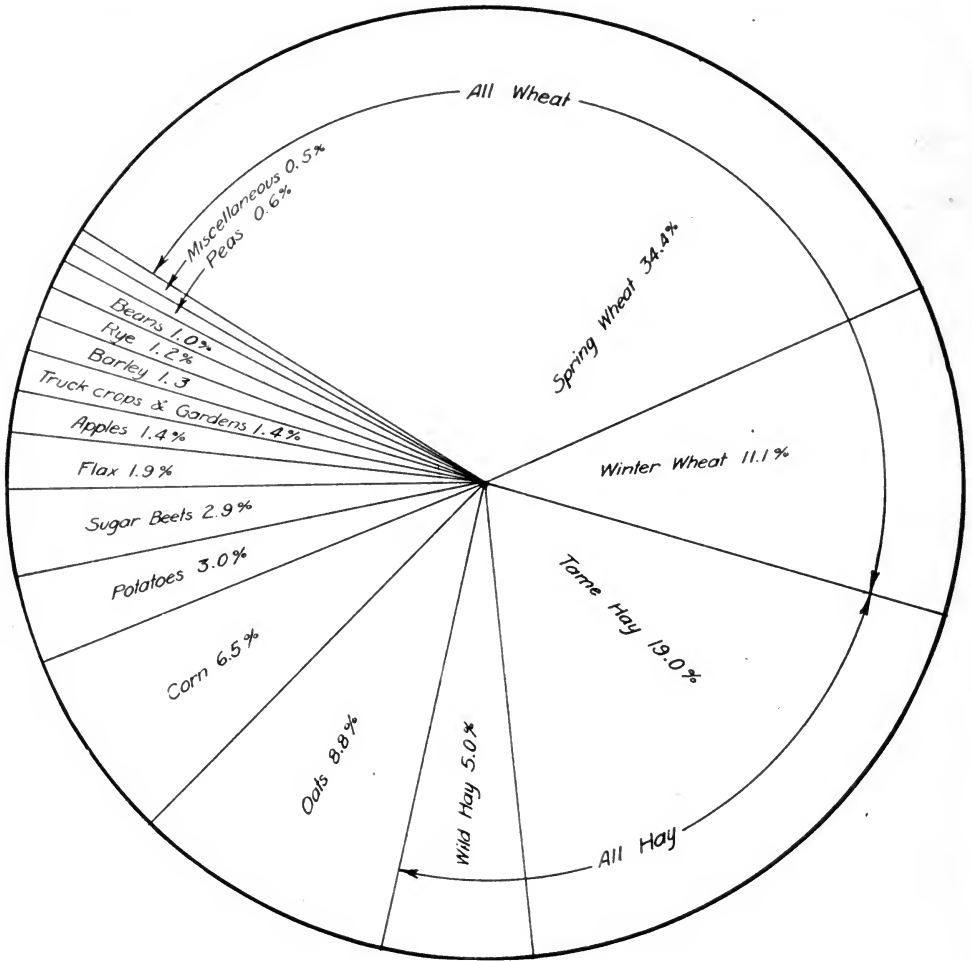 All Wheat
Miscellaneous 0.5%
Peas 0.6%
Spring Wheat 34.4%
Beans 1.0%
Rye 1.2%
Barley 1.3
Truck crops & Gardens 1.4%
Apples 1.4%
Winter Wheat 11.1%
Flax 1.9%
Sugar Beets 2.9%
Potatoes 3.0%
Tame Hay 19.0%
Corn 6.5%
Oats 8.8%
Wild Hay 5.0%
All Hay